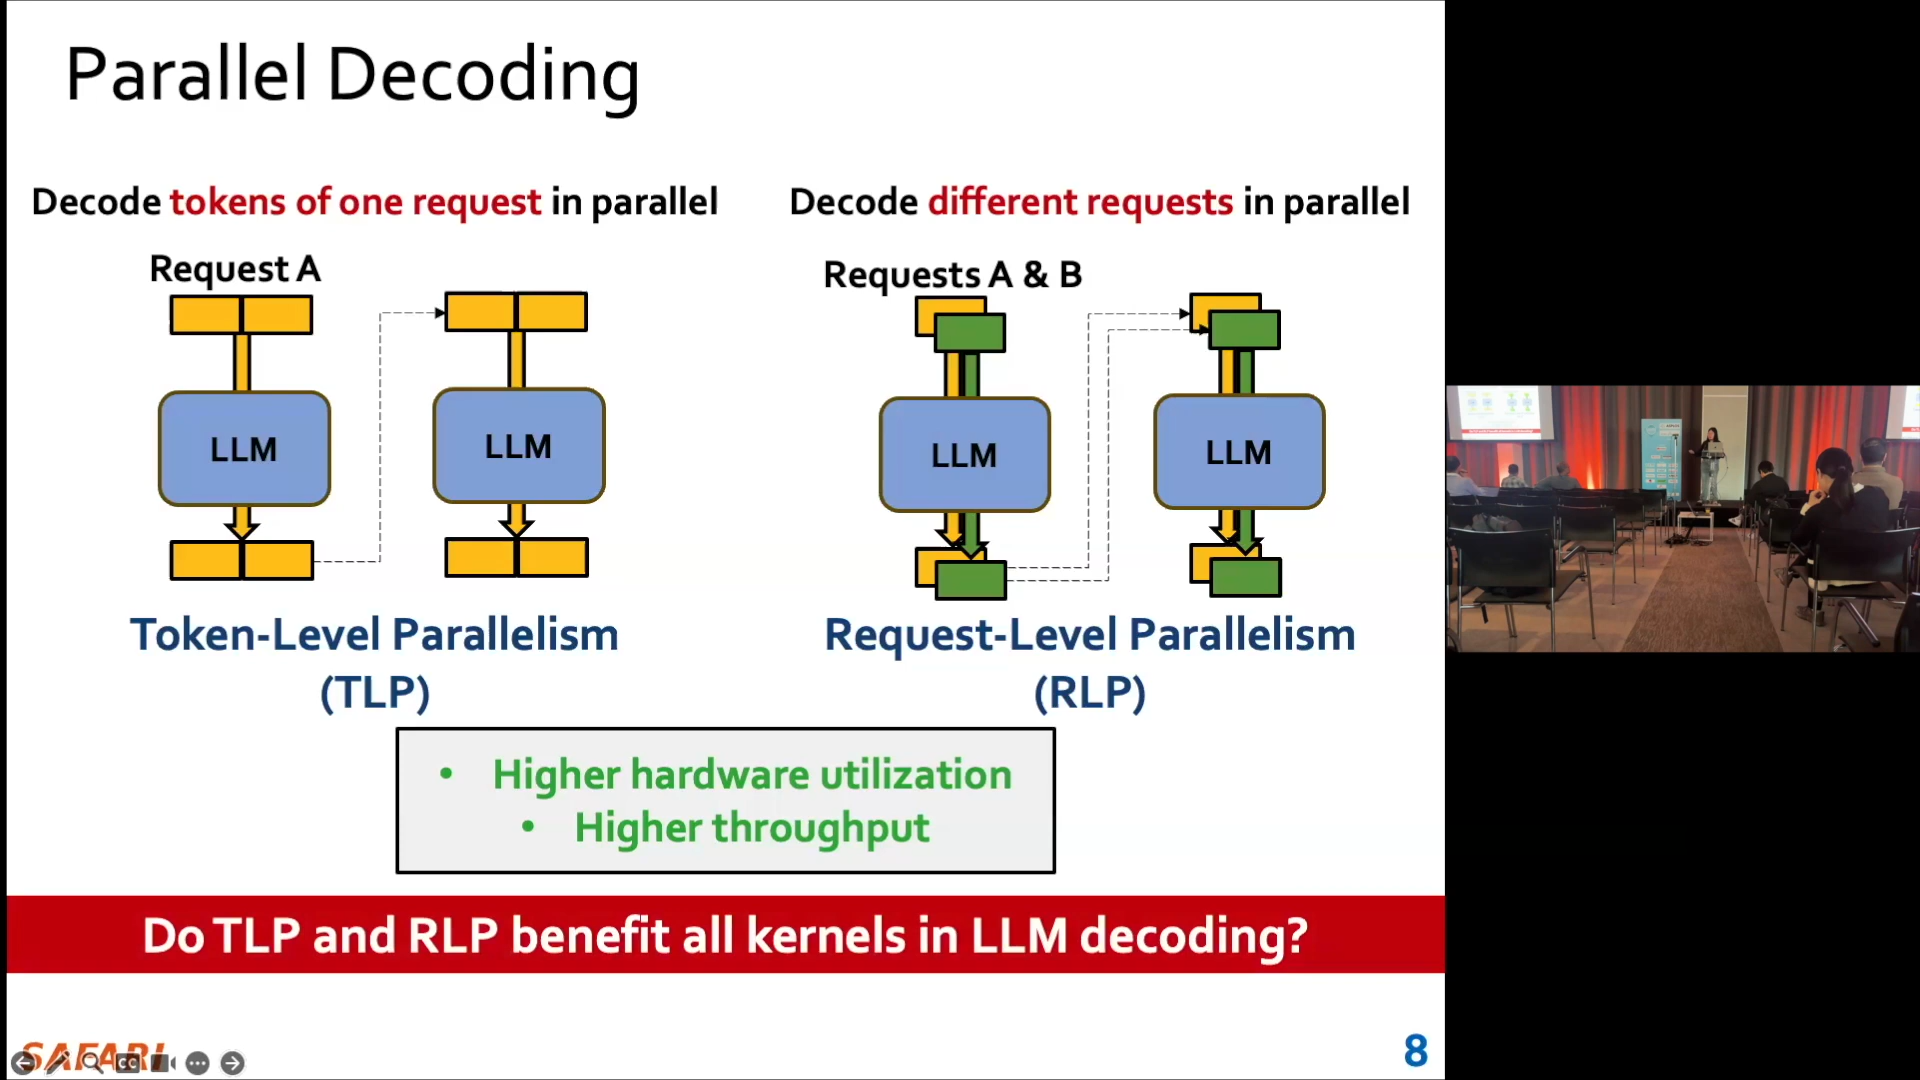 Parallel Decoding
Decode tokens of one request in parallel
Request A
LLM
LLM
Token-Level Parallelism
(TLP)
Decode different requests in parallel
Requests A & B
LLM
LLM
Request-Level Parallelism
(RLP)
• Higher hardware utilization
• Higher throughput
Do TLP and RLP benefit all kernels in LLM decoding?
SAFARI
CC
8